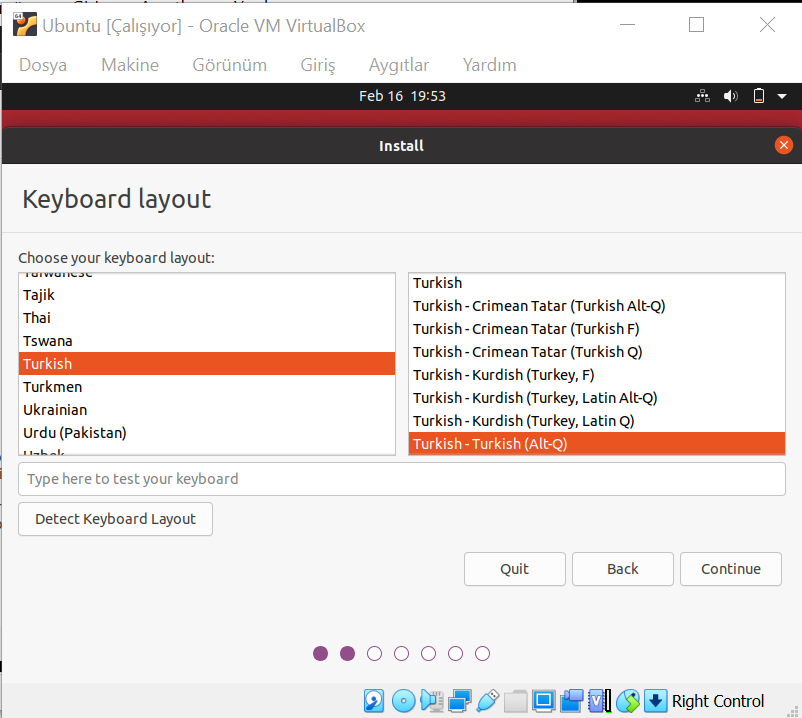 Ubuntu [Çalışıyor] - Oracle VM VirtualBox
Dosya Makine Görünüm Giriş Aygıtlar Yardım
Feb 16 19:53
Install
Keyboard layout
Choose your keyboard layout:
Taiwanese
Tajik
Thai
Tswana
Turkish
Turkmen
Ukrainian
Urdu (Pakistan)
Uzbek
Turkish
Turkish - Crimean Tatar (Turkish Alt-Q)
Turkish - Crimean Tatar (Turkish F)
Turkish - Crimean Tatar (Turkish Q)
Turkish - Kurdish (Turkey, F)
Turkish - Kurdish (Turkey, Latin Alt-Q)
Turkish - Kurdish (Turkey, Latin Q)
Turkish - Turkish (Alt-Q)
Type here to test your keyboard
Detect Keyboard Layout
Quit Back Continue
Right Control